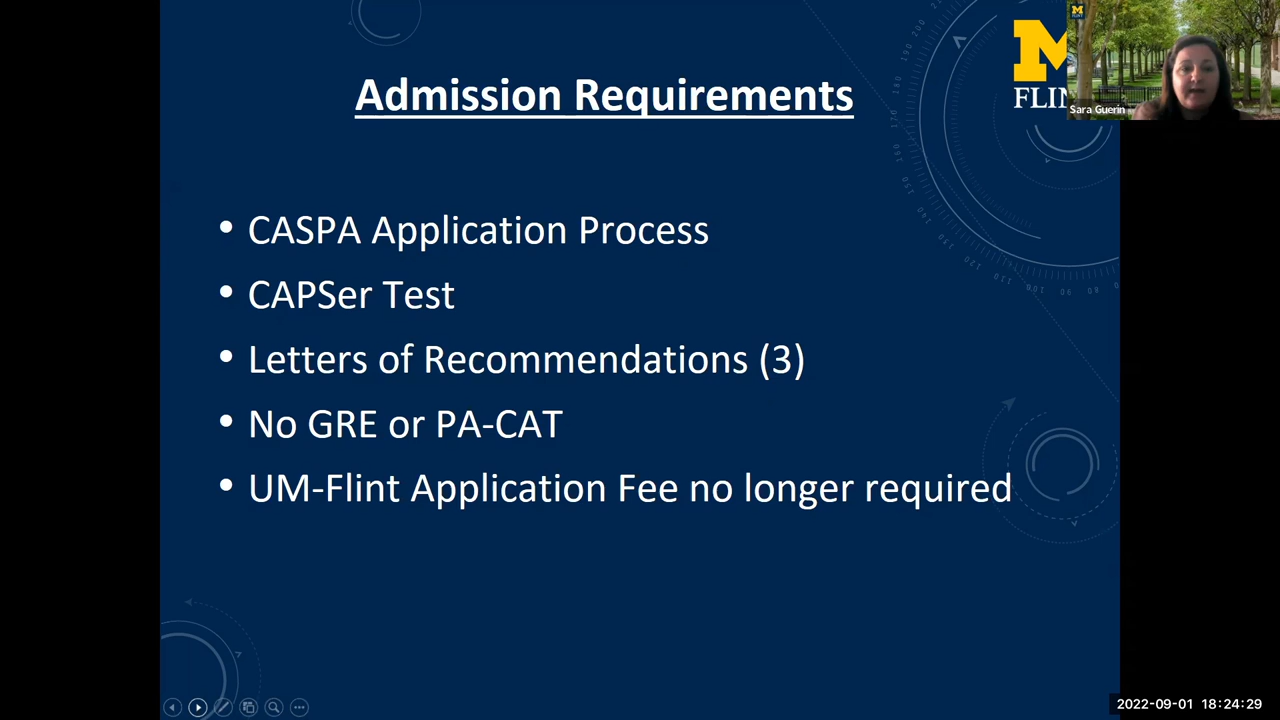 Admission Requirements
M
FLIN
M
FLINT
Sara Guerin
• CASPA Application Process
• CAPSer Test
• Letters of Recommendations (3)
• No GRE or PA-CAT
• UM-Flint Application Fee no longer required
2022-09-01 18:24:29